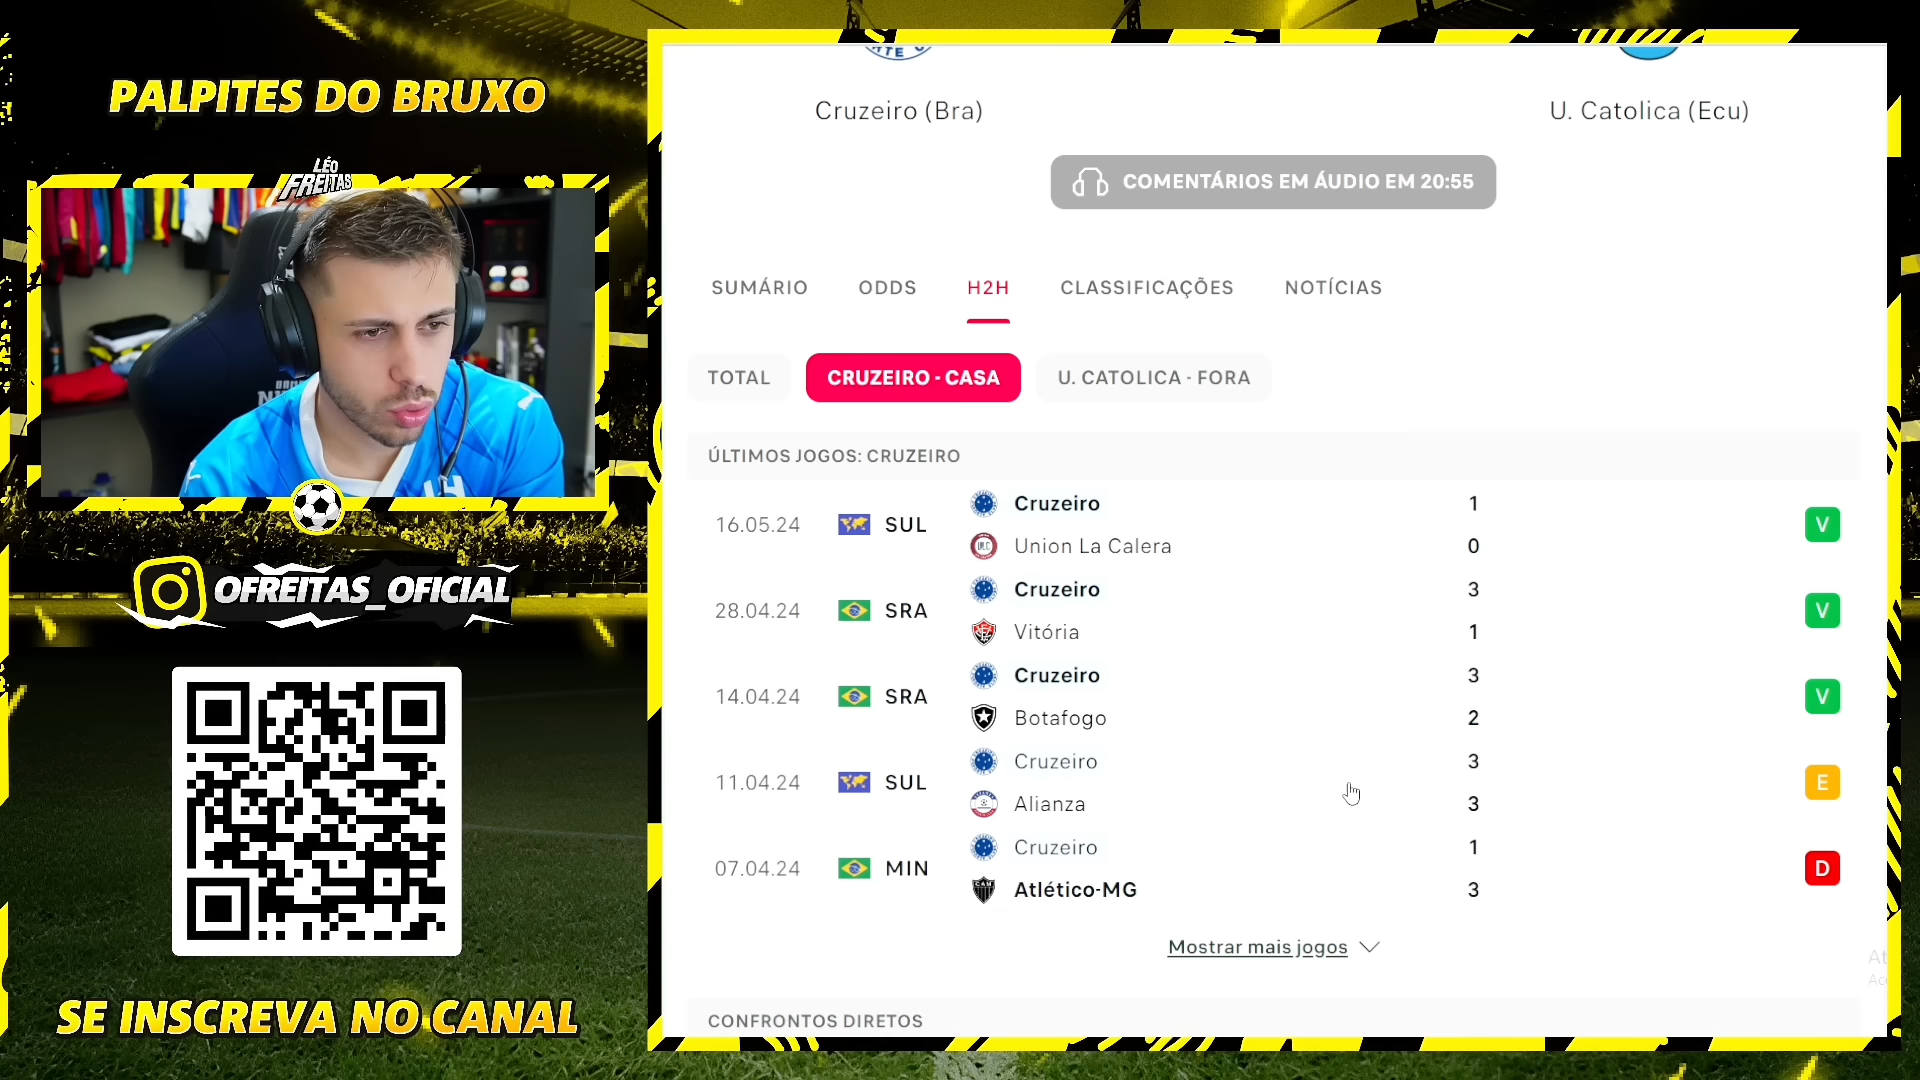 PALPITES DO BRUXO
LÉO
FREITAS
OFREITAS_OFICIAL
SE INSCREVA NO CANAL
Cruzeiro (Bra)
U. Catolica (Ecu)
COMENTÁRIOS EM ÁUDIO EM 20:55
SUMÁRIO ODDS H2H CLASSIFICAÇÕES NOTÍCIAS
TOTAL CRUZEIRO - CASA U. CATOLICA - FORA
ÚLTIMOS JOGOS: CRUZEIRO
16.05.24 SUL Cruzeiro 1 V
Union La Calera 0
28.04.24 SRA Cruzeiro 3 V
Vitória 1
14.04.24 SRA Cruzeiro 3 V
Botafogo 2
11.04.24 SUL Cruzeiro 3 E
Alianza 3
07.04.24 MIN Cruzeiro 1 D
Atlético-MG 3
Mostrar mais jogos
CONFRONTOS DIRETOS